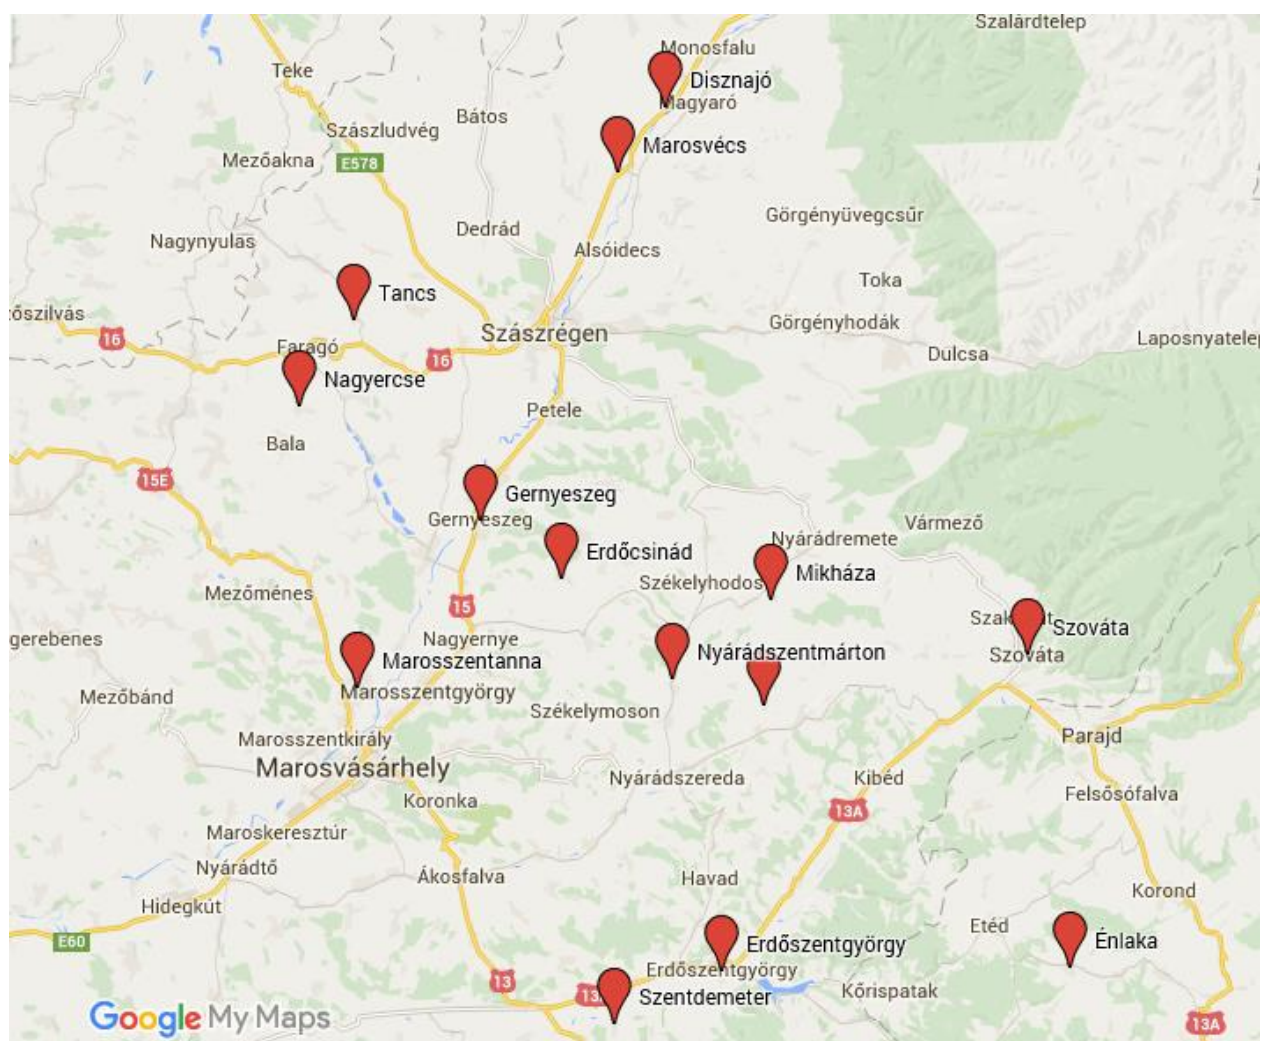 Szalárdtelep
Monosfalu
Teke
Disznajó
Magyaró
Bátos
Szászludvég
Marosvécs
Mezőakna
E578
Görgényüvegcsűr
Dedrád
Nagynyulas
Alsóidecs
Toka
Tancs
őszilvás
Görgényhodák
Szászrégen
16
Laposnyatele
Faragó
Dulcsa
16
Nagyercse
Petele
Bala
15E
Gernyeszeg
Gernyeszeg
Vármező
Nyárádremete
Erdőcsinád
Mikháza
Székelyhodos
Mezőménes
15
Szak
t
Szováta
gerebenes
Nagyernye
Nyárádszentmárton
Szováta
Marosszentanna
Marosszentgyörgy
Mezőbánd
Székelymoson
Parajd
Marosszentkirály
Marosvásárhely
Nyárádszereda
Kibéd
Felsősófalva
Koronka
13A
Maroskeresztúr
Nyárádtő
Ákosfalva
Havad
Korond
Hidegkút
Etéd
Énlaka
E60
Erdőszentgyörgy
Erdőszentgyörgy
13
13
Szentdemeter
Kőrispatak
Google My Maps
13A